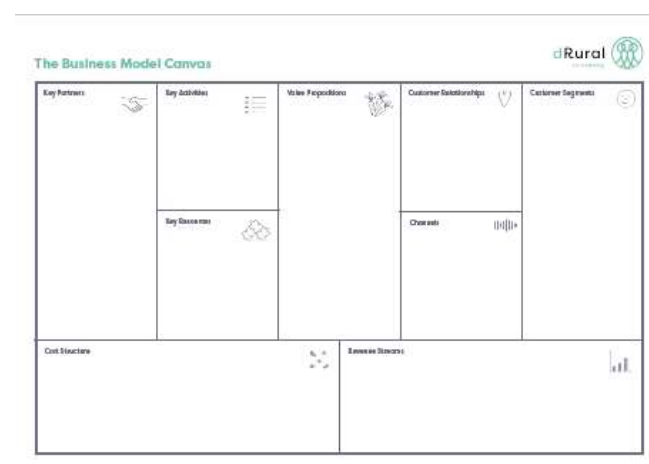 dRural
The Business Model Canvas
Key Partners
Key Activities
Value Propositions
Customer Relationships
Customer Segments
Key Resources
Channels
Cost Structure
Revenue Streams